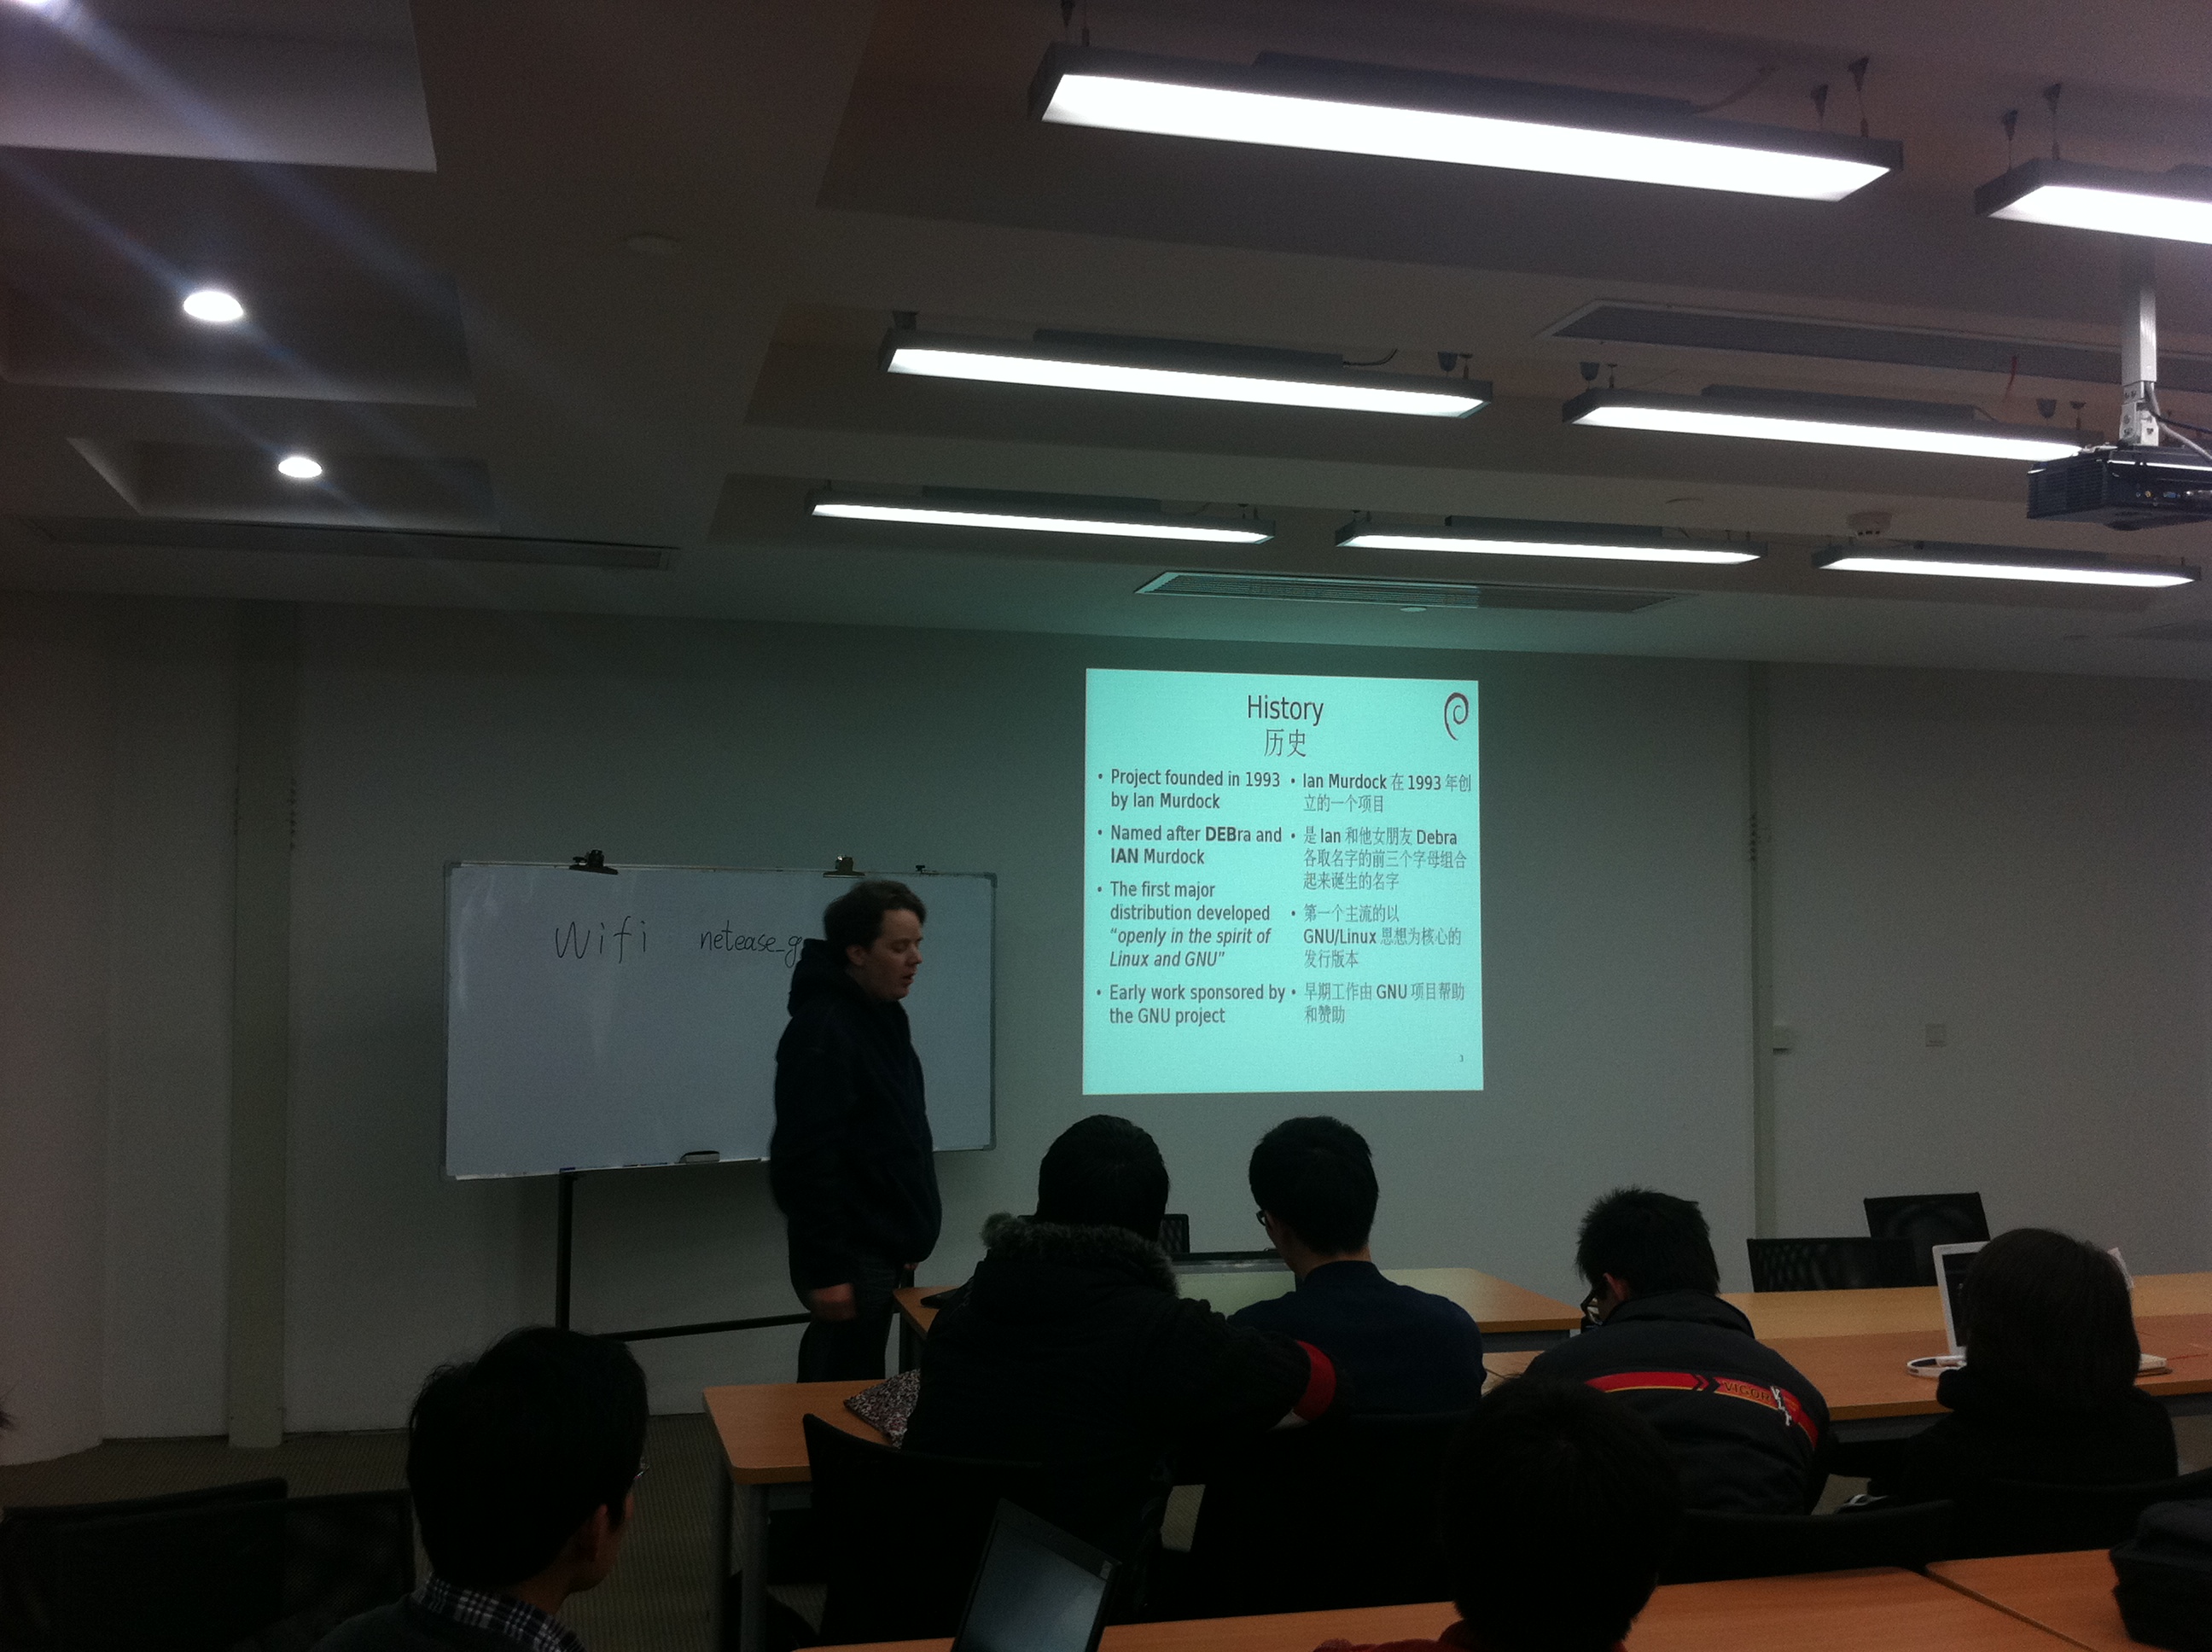 Wifi netease_g
History
历史
• Project founded in 1993
by Ian Murdock
• Named after DEBra and
IAN Murdock
• The first major
distribution developed
“openly in the spirit of
Linux and GNU”
• Early work sponsored by
the GNU project
• Ian Murdock 在 1993 年创
立的一个项目
• 是 Ian 和他女朋友 Debra
各取名字的前三个字母组合
起来诞生的名字
• 第一个主流的以
GNU/Linux 思想为核心的
发行版本
• 早期工作由 GNU 项目帮助
和赞助
3
VIGOR